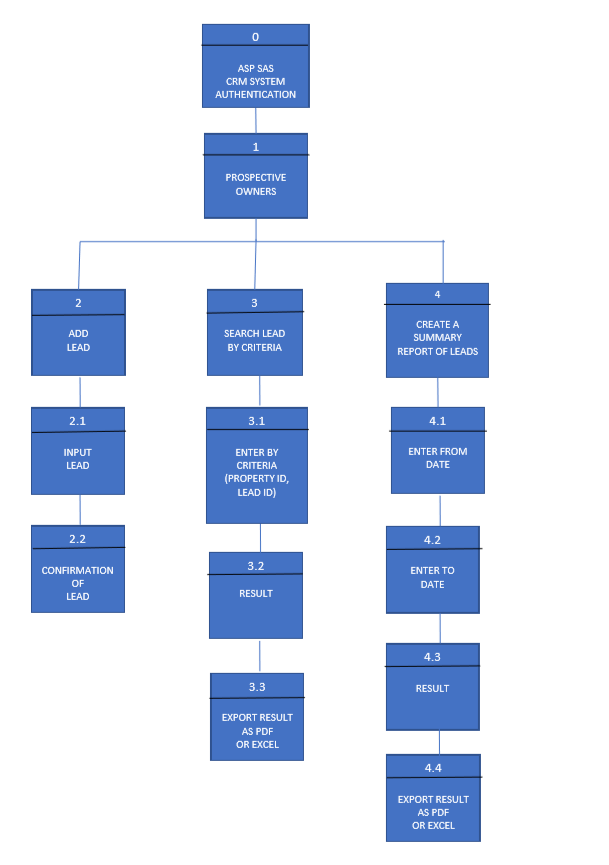 0
ASP SAS
CRM SYSTEM
AUTHENTICATION
1
PROSPECTIVE
OWNERS
2
ADD
LEAD
2.1
INPUT
LEAD
2.2
CONFIRMATION
OF
LEAD
3
SEARCH LEAD
BY CRITERIA
3.1
ENTER BY
CRITERIA
(PROPERTY ID,
LEAD ID)
3.2
RESULT
3.3
EXPORT RESULT
AS PDF
OR EXCEL
4
CREATE A
SUMMARY
REPORT OF LEADS
4.1
ENTER FROM
DATE
4.2
ENTER TO
DATE
4.3
RESULT
4.4
EXPORT RESULT
AS PDF
OR EXCEL